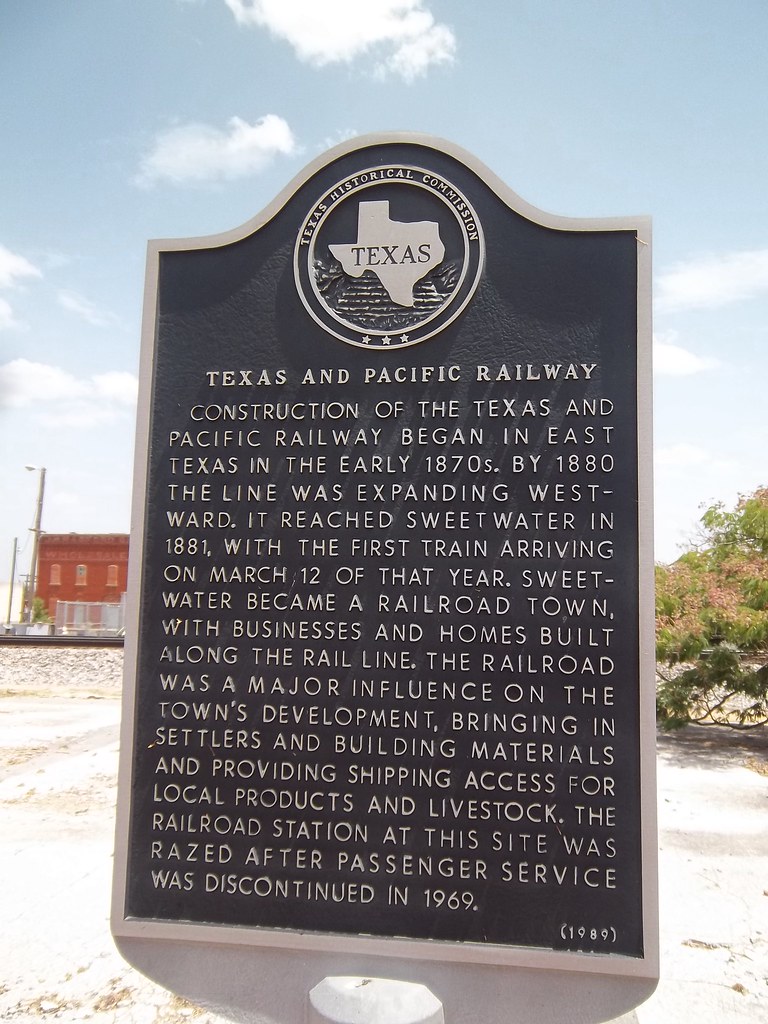 TEXAS HISTORICAL COMMISSION
TEXAS
TEXAS AND PACIFIC RAILWAY
CONSTRUCTION OF THE TEXAS AND
PACIFIC RAILWAY BEGAN IN EAST
TEXAS IN THE EARLY 1870s. BY 1880
THE LINE WAS EXPANDING WEST-
WARD. IT REACHED SWEETWATER IN
1881, WITH THE FIRST TRAIN ARRIVING
ON MARCH 12 OF THAT YEAR. SWEET-
WATER BECAME A RAILROAD TOWN,
WITH BUSINESSES AND HOMES BUILT
ALONG THE RAIL LINE. THE RAILROAD
WAS A MAJOR INFLUENCE ON THE
TOWN'S DEVELOPMENT, BRINGING IN
SETTLERS AND BUILDING MATERIALS
AND PROVIDING SHIPPING ACCESS FOR
LOCAL PRODUCTS AND LIVESTOCK. THE
RAILROAD STATION AT THIS SITE WAS
RAZED AFTER PASSENGER SERVICE
WAS DISCONTINUED IN 1969.
(1989)